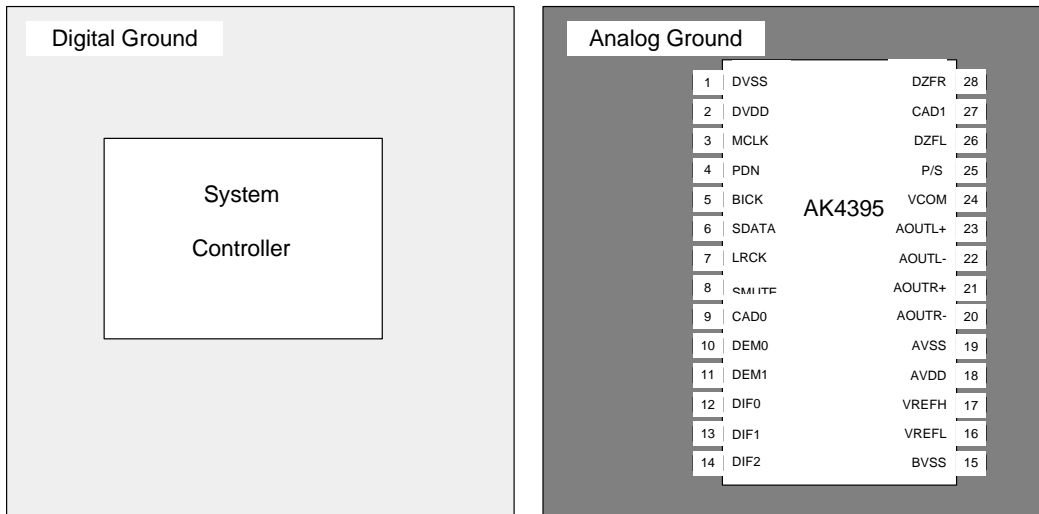 Digital Ground
System
Controller
Analog Ground
AK4395
1 DVSS
2 DVDD
3 MCLK
4 PDN
5 BICK
6 SDATA
7 LRCK
8 SMUTE
9 CAD0
10 DEM0
11 DEM1
12 DIF0
13 DIF1
14 DIF2
DZFR 28
CAD1 27
DZFL 26
P/S 25
VCOM 24
AOUTL+ 23
AOUTL- 22
AOUTR+ 21
AOUTR- 20
AVSS 19
AVDD 18
VREFH 17
VREFL 16
BVSS 15